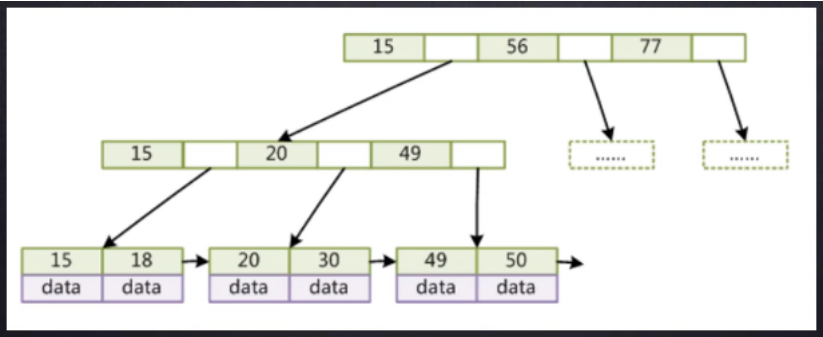 15 56 77
15 20 49 ...... ......
15 18 20 30 49 50
data data data data data data